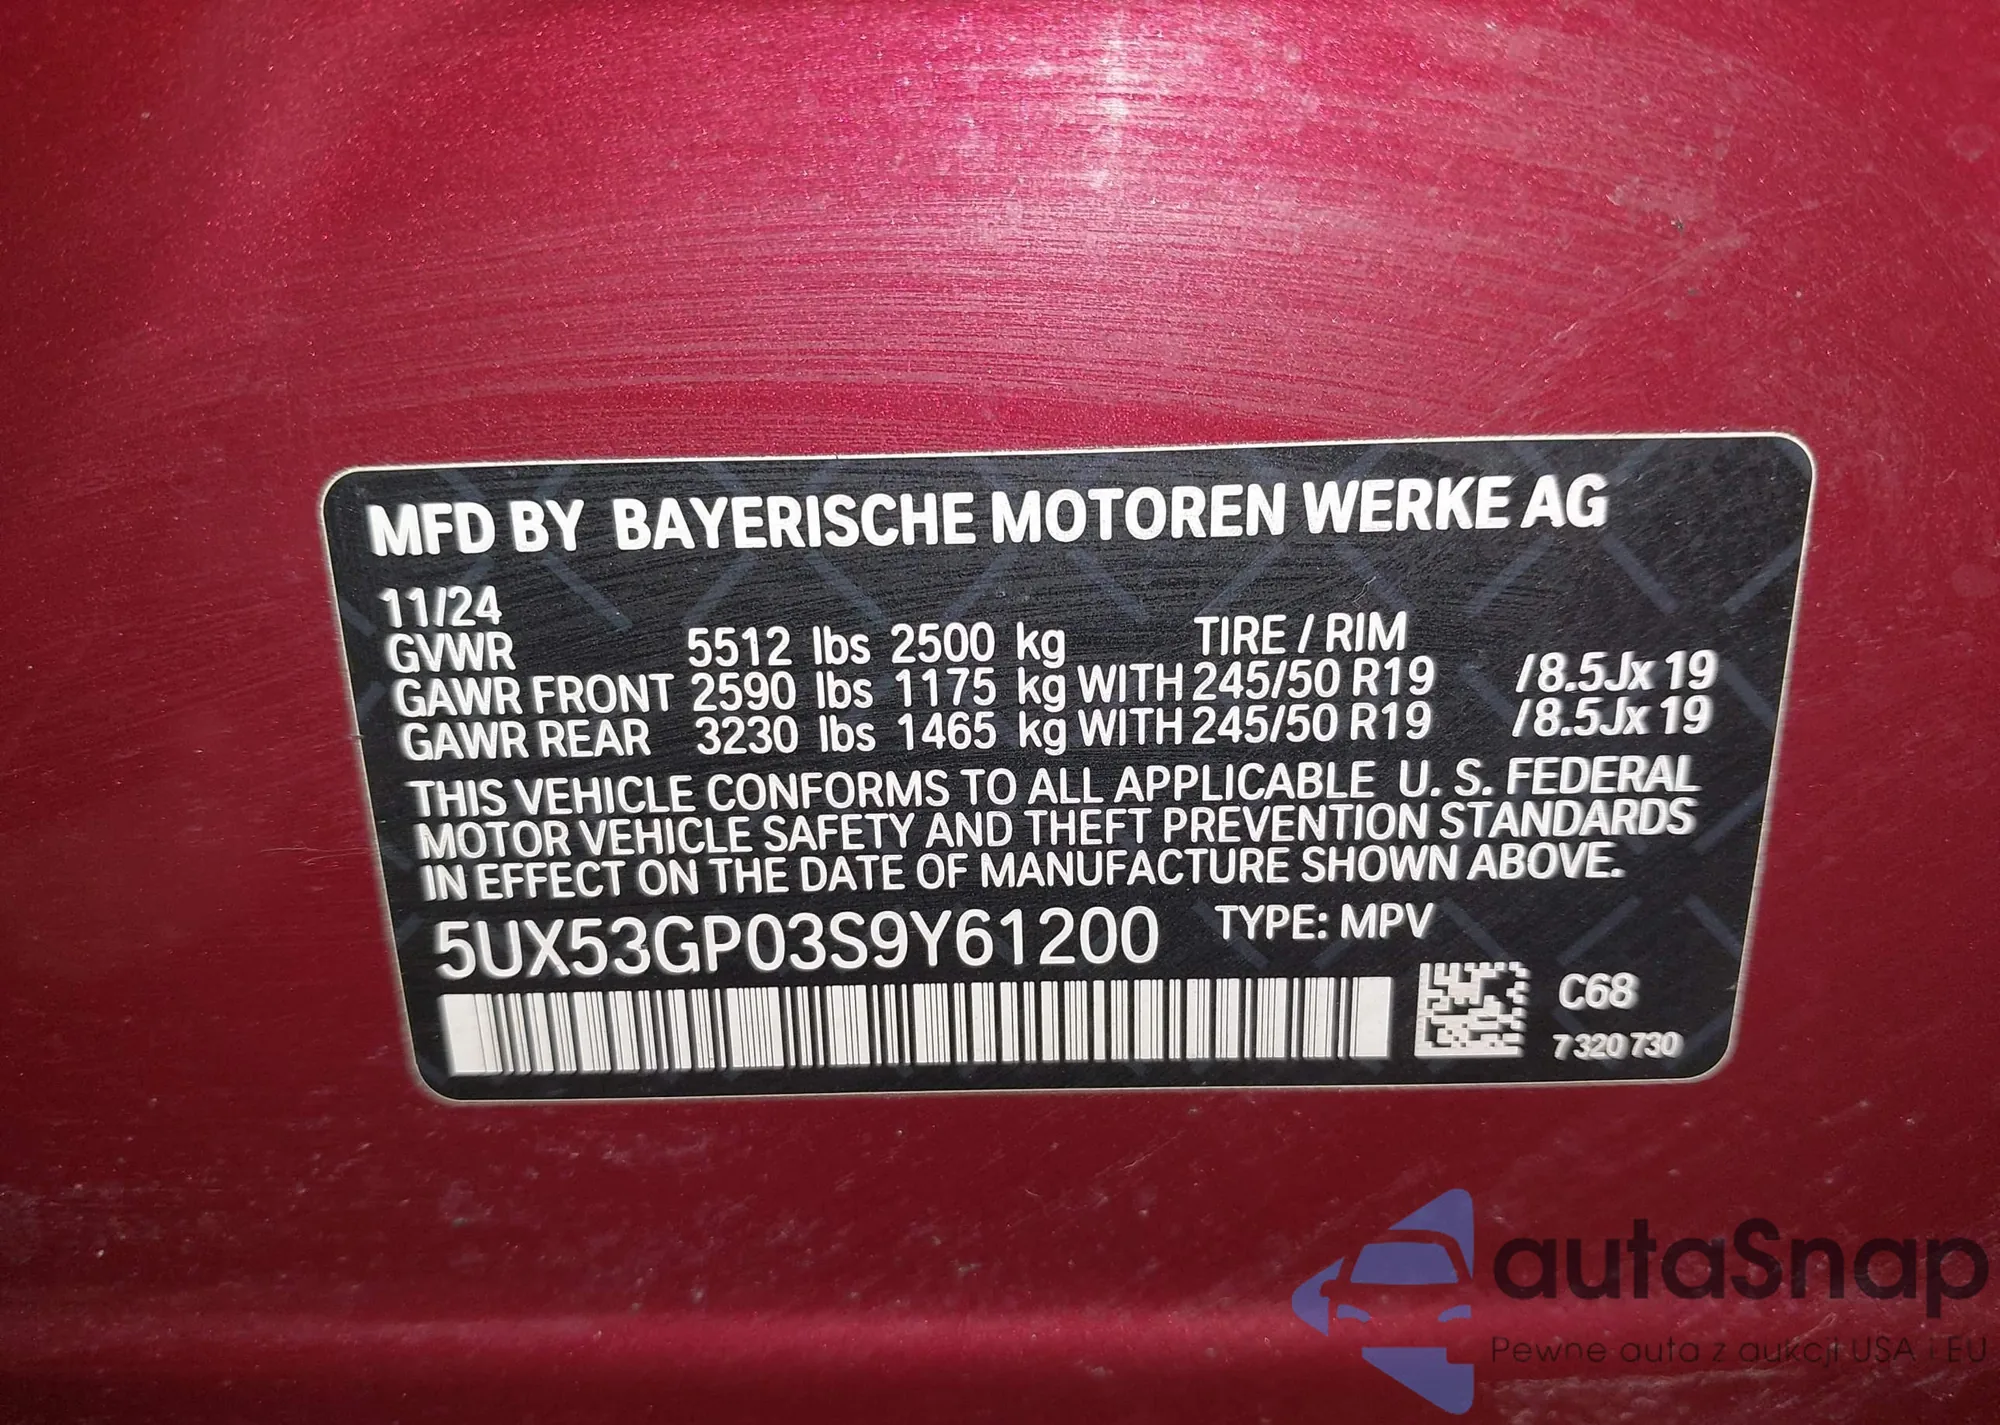 MFD BY BAYERISCHE MOTOREN WERKE AG
11/24
GVWR 5512 lbs 2500 kg TIRE / RIM
GAWR FRONT 2590 lbs 1175 kg WITH 245/50 R19 /8.5Jx 19
GAWR REAR 3230 lbs 1465 kg WITH 245/50 R19 /8.5Jx 19
THIS VEHICLE CONFORMS TO ALL APPLICABLE U. S. FEDERAL
MOTOR VEHICLE SAFETY AND THEFT PREVENTION STANDARDS
IN EFFECT ON THE DATE OF MANUFACTURE SHOWN ABOVE.
5UX53GP03S9Y61200 TYPE: MPV
C68
7 320 730
autaSnap
Pewne auta z aukcji USA i EU